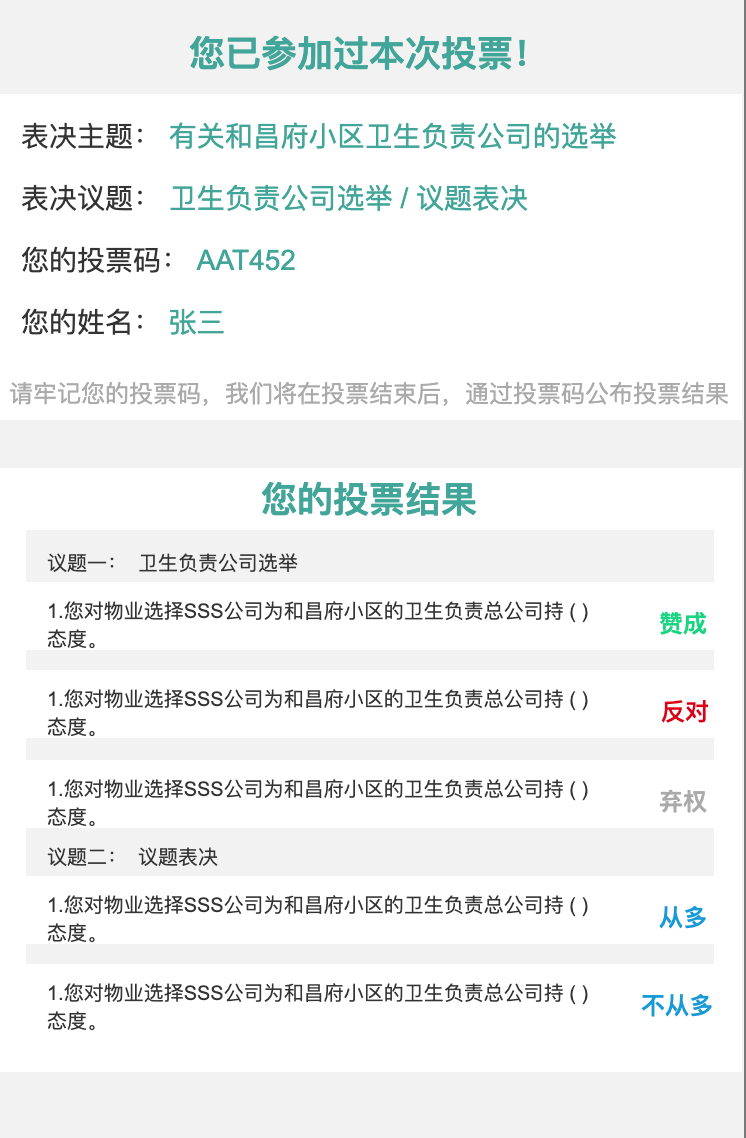 您已参加过本次投票！
表决主题： 有关和昌府小区卫生负责公司的选举
表决议题： 卫生负责公司选举 / 议题表决
您的投票码： AAT452
您的姓名： 张三
请牢记您的投票码，我们将在投票结束后，通过投票码公布投票结果
您的投票结果
议题一： 卫生负责公司选举
1.您对物业选择SSS公司为和昌府小区的卫生负责总公司持 ( )
态度。
赞成
1.您对物业选择SSS公司为和昌府小区的卫生负责总公司持 ( )
态度。
反对
1.您对物业选择SSS公司为和昌府小区的卫生负责总公司持 ( )
态度。
弃权
议题二： 议题表决
1.您对物业选择SSS公司为和昌府小区的卫生负责总公司持 ( )
态度。
从多
1.您对物业选择SSS公司为和昌府小区的卫生负责总公司持 ( )
态度。
不从多